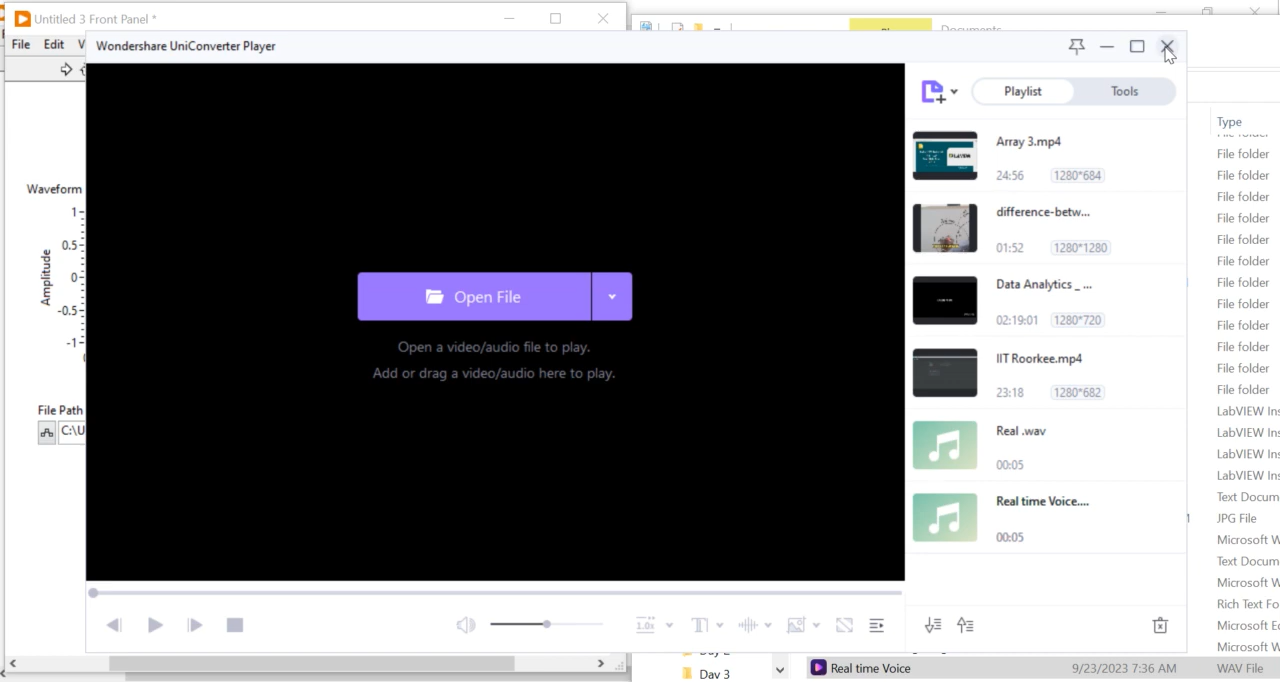 Untitled 3 Front Panel *
File Edit V
Waveform
1
0.5
Amplitude
0
-0.5
-1
File Path
C:\U
Wondershare UniConverter Player
Open File
Open a video/audio file to play.
Add or drag a video/audio here to play.
1.0x
Playlist Tools
Array 3.mp4
24:56 1280*684
difference-betw...
01:52 1280*1280
Data Analytics _ ...
02:19:01 1280*720
IIT Roorkee.mp4
23:18 1280*682
Real .wav
00:05
Real time Voice....
00:05
Documents
Type
File folder
File folder
File folder
File folder
File folder
File folder
File folder
File folder
File folder
File folder
File folder
File folder
File folder
LabVIEW Ins
LabVIEW Ins
LabVIEW Ins
LabVIEW Ins
Text Docum
JPG File
Microsoft W
Text Docum
Microsoft W
Rich Text Fo
Microsoft Ed
Microsoft W
Day 2
Day 3
Real time Voice 9/23/2023 7:36 AM WAV File